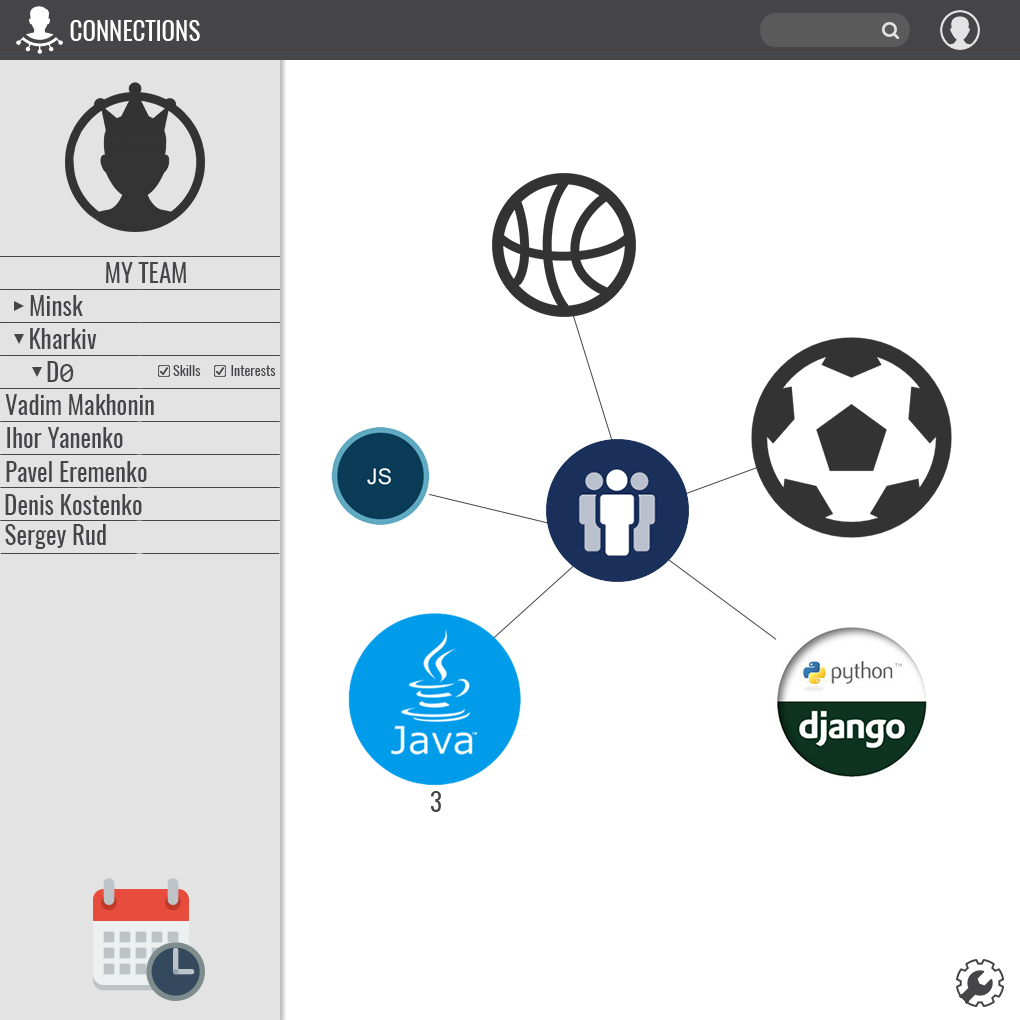 CONNECTIONS
MY TEAM
Minsk
Kharkiv
D0 Skills Interests
Vadim Makhonin
Ihor Yanenko
Pavel Eremenko
Denis Kostenko
Sergey Rud
JS
Java™
3
python™
django